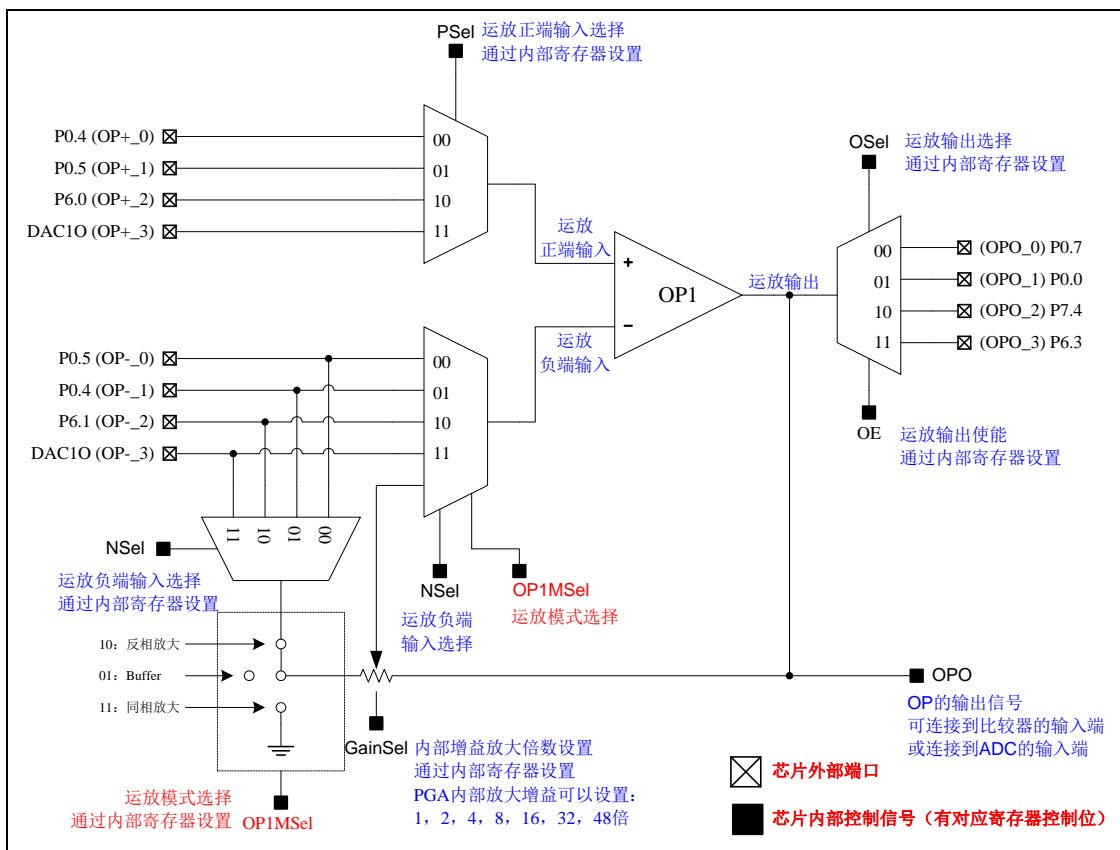 PSel
运放正端输入选择
通过内部寄存器设置
P0.4 (OP+_0)
P0.5 (OP+_1)
P6.0 (OP+_2)
DAC1O (OP+_3)
00
01
10
11
运放
正端输入
OSel
运放输出选择
通过内部寄存器设置
+
-
OP1
运放输出
00
01
10
11
(OPO_0) P0.7
(OPO_1) P0.0
(OPO_2) P7.4
(OPO_3) P6.3
OE
运放输出使能
通过内部寄存器设置
P0.5 (OP-_0)
P0.4 (OP-_1)
P6.1 (OP-_2)
DAC1O (OP-_3)
00
01
10
11
运放
负端输入
11
10
01
00
NSel
运放负端输入选择
通过内部寄存器设置
NSel
运放负端
输入选择
OP1MSel
运放模式选择
10：反相放大
01：Buffer
11：同相放大
GainSel
内部增益放大倍数设置
通过内部寄存器设置
PGA内部放大增益可以设置：
1，2，4，8，16，32，48倍
运放模式选择
通过内部寄存器设置
OP1MSel
OPO
OP的输出信号
可连接到比较器的输入端
或连接到ADC的输入端
芯片外部端口
芯片内部控制信号（有对应寄存器控制位）